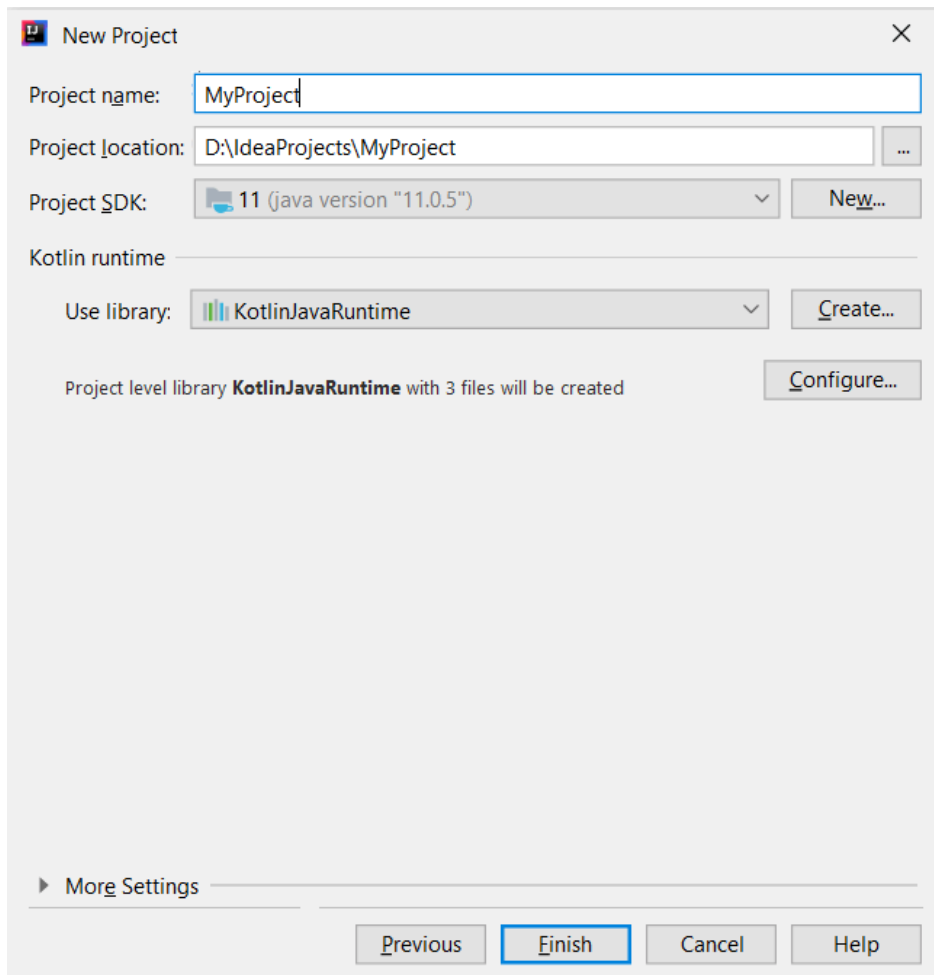 New Project
Project name: MyProject
Project location: D:\IdeaProjects\MyProject ...
Project SDK: 11 (java version "11.0.5") New...
Kotlin runtime
Use library: KotlinJavaRuntime Create...
Project level library KotlinJavaRuntime with 3 files will be created Configure...
More Settings
Previous Finish Cancel Help